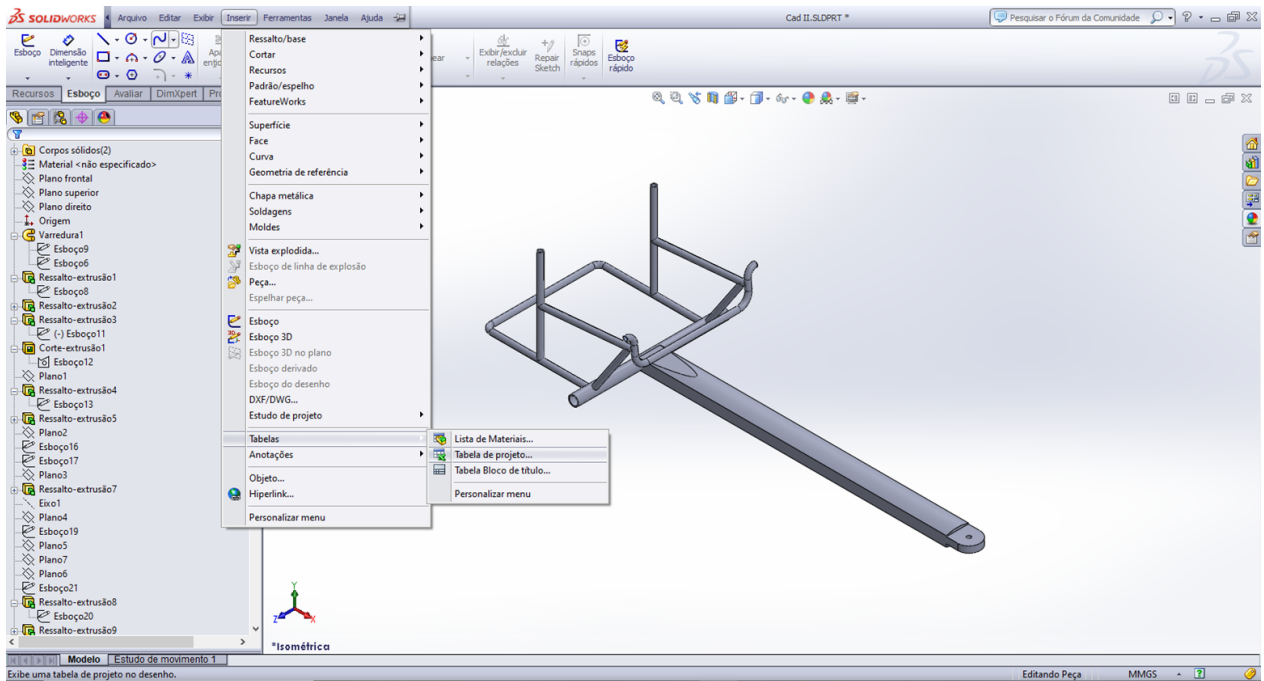 SOLIDWORKS Arquivo Editar Exibir Inserir Ferramentas Janela Ajuda Cad II.SLDPRT * Pesquisar o Fórum da Comunidade ?
Esboço Dimensão inteligente Exibir/excluir relações Repair Sketch Snaps rápidos Esboço rápido
Recursos Esboço Avaliar DimXpert
Corpos sólidos(2)
Material <não especificado>
Plano frontal
Plano superior
Plano direito
Origem
Varredura1
Esboço9
Esboço6
Ressalto-extrusão1
Esboço8
Ressalto-extrusão2
Ressalto-extrusão3
(-) Esboço11
Corte-extrusão1
Esboço12
Plano1
Ressalto-extrusão4
Esboço13
Ressalto-extrusão5
Plano2
Esboço16
Esboço17
Plano3
Ressalto-extrusão7
Eixo1
Plano4
Esboço19
Plano5
Plano7
Plano6
Esboço21
Ressalto-extrusão8
Esboço20
Ressalto-extrusão9
Ressalto/base
Cortar
Recursos
Padrão/espelho
FeatureWorks
Superfície
Face
Curva
Geometria de referência
Chapa metálica
Soldagens
Moldes
Vista explodida...
Esboço de linha de explosão
Peça...
Espelhar peça...
Esboço
Esboço 3D
Esboço 3D no plano
Esboço derivado
Esboço do desenho
DXF/DWG...
Estudo de projeto
Tabelas
Anotações
Objeto...
Hiperlink...
Personalizar menu
Lista de Materiais...
Tabela de projeto...
Tabela Bloco de título...
Personalizar menu
Y
Z X
*Isométrica
Modelo Estudo de movimento 1
Exibe uma tabela de projeto no desenho. Editando Peça MMGS ?